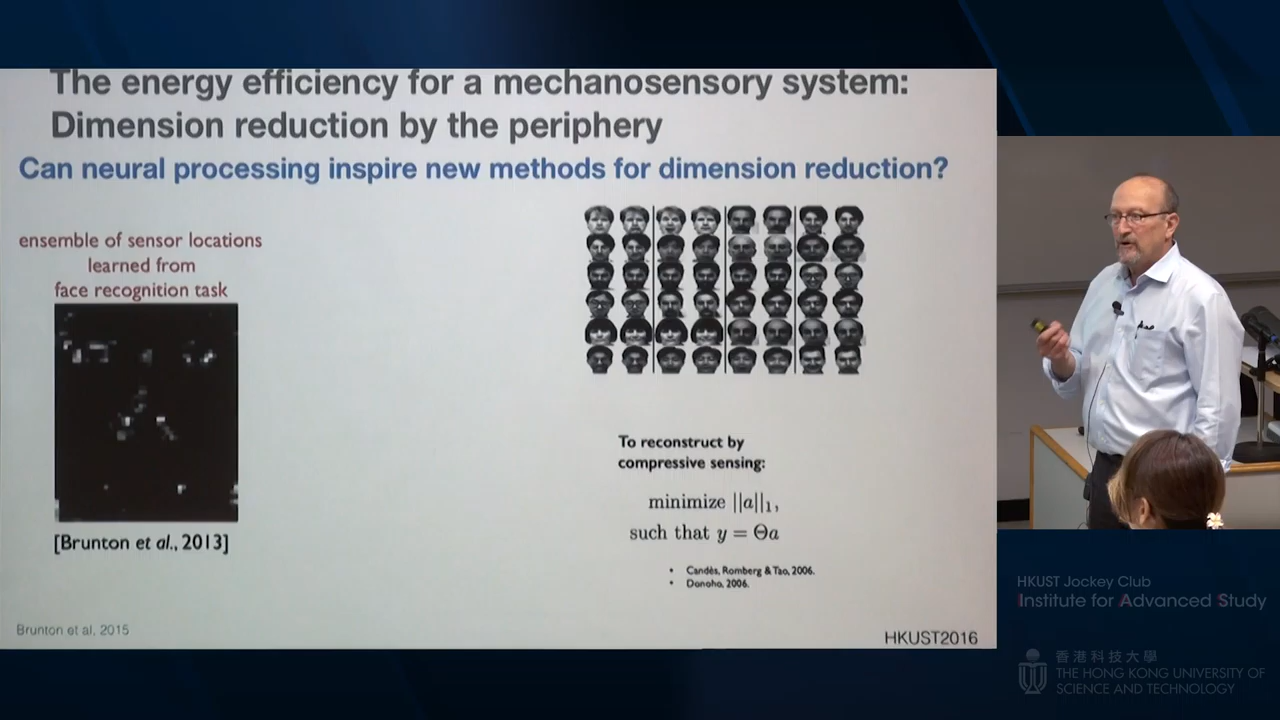 The energy efficiency for a mechanosensory system:
Dimension reduction by the periphery
Can neural processing inspire new methods for dimension reduction?
ensemble of sensor locations
learned from
face recognition task
[Brunton et al., 2013]
To reconstruct by
compressive sensing:
minimize ||a||₁,
such that y = Θa
• Candès, Romberg & Tao, 2006.
• Donoho, 2006.
Brunton et al, 2015
HKUST2016
HKUST Jockey Club
Institute for Advanced Study
香港科技大學
THE HONG KONG UNIVERSITY OF
SCIENCE AND TECHNOLOGY